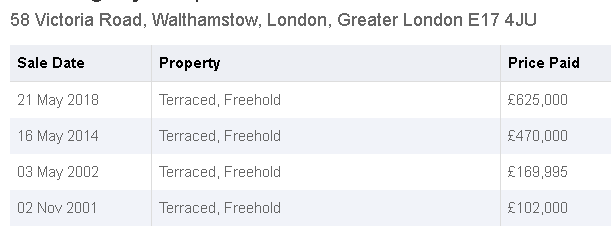 58 Victoria Road, Walthamstow, London, Greater London E17 4JU
Sale Date Property Price Paid
21 May 2018 Terraced, Freehold £625,000
16 May 2014 Terraced, Freehold £470,000
03 May 2002 Terraced, Freehold £169,995
02 Nov 2001 Terraced, Freehold £102,000